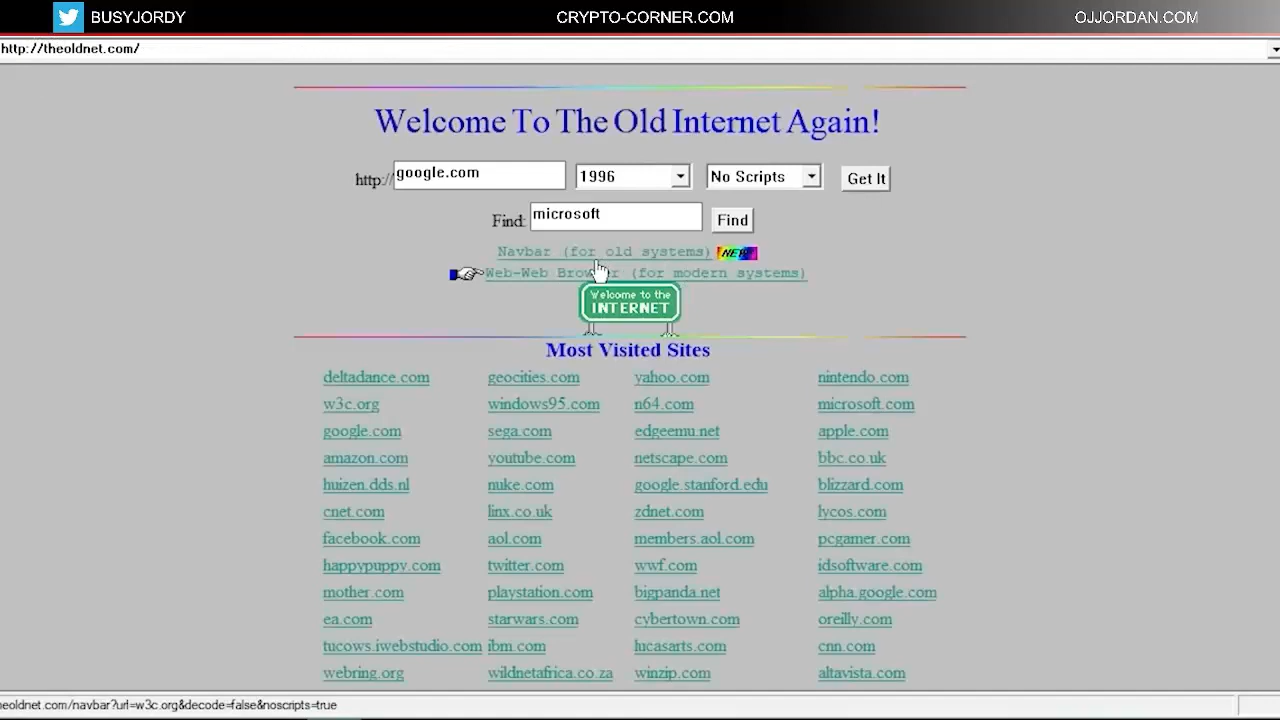 BUSYJORDY CRYPTO-CORNER.COM OJJORDAN.COM
http://theoldnet.com/
Welcome To The Old Internet Again!
http:// google.com 1996 No Scripts Get It
Find: microsoft Find
Navbar (for old systems) NEW
Web-Web Browser (for modern systems)
Welcome to the
INTERNET
Most Visited Sites
deltadance.com geocities.com yahoo.com nintendo.com
w3c.org windows95.com n64.com microsoft.com
google.com sega.com edgeemu.net apple.com
amazon.com youtube.com netscape.com bbc.co.uk
huizen.dds.nl nuke.com google.stanford.edu blizzard.com
cnet.com linx.co.uk zdnet.com lycos.com
facebook.com aol.com members.aol.com pcgamer.com
happypuppy.com twitter.com wwf.com idsoftware.com
mother.com playstation.com bigpanda.net alpha.google.com
ea.com starwars.com cybertown.com oreilly.com
tucows.iwebstudio.com ibm.com lucasarts.com cnn.com
webring.org wildnetafrica.co.za winzip.com altavista.com
eoldnet.com/navbar?url=w3c.org&decode=false&noscripts=true